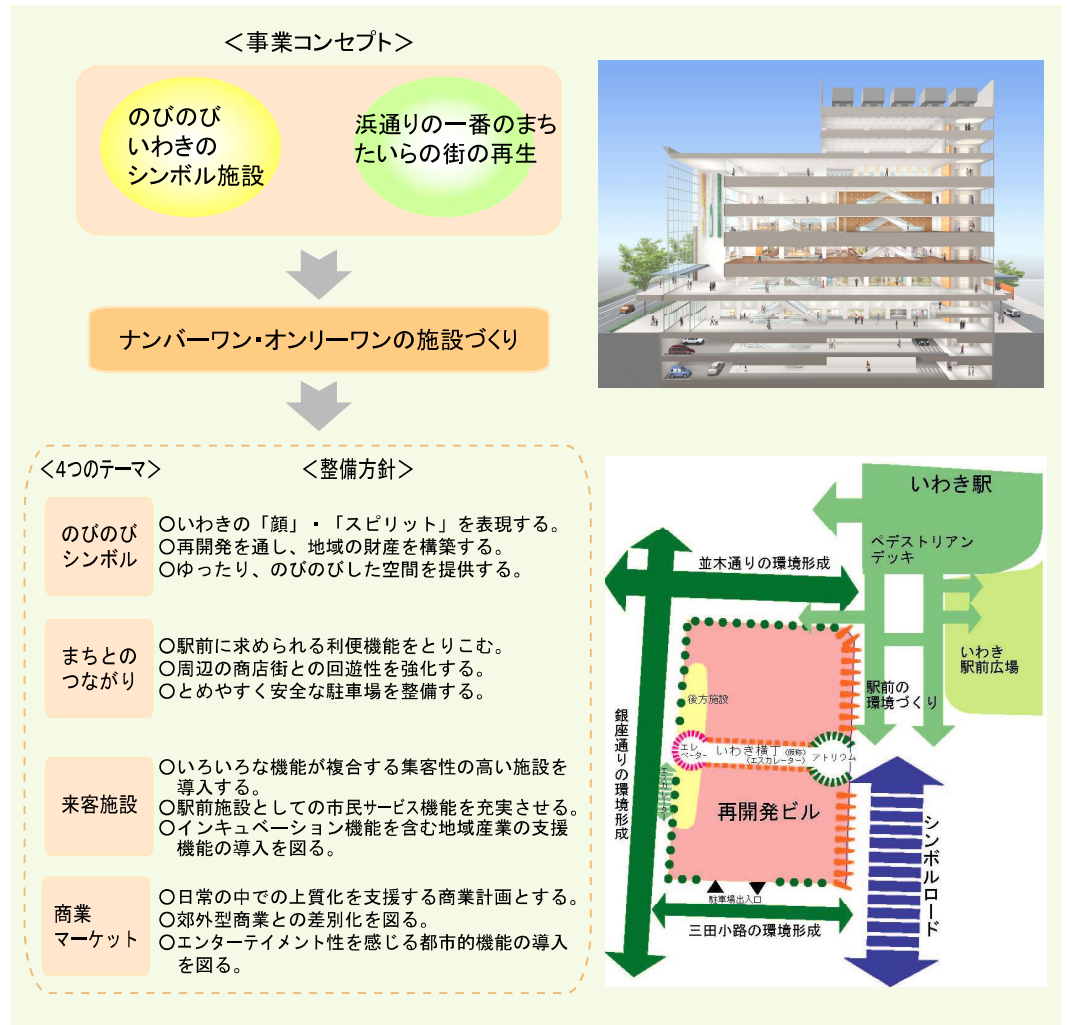 ＜事業コンセプト＞
のびのび
いわきの
シンボル施設
浜通りの一番のまち
たいらの街の再生
ナンバーワン・オンリーワンの施設づくり
＜4つのテーマ＞
＜整備方針＞
のびのび
シンボル
○いわきの「顔」・「スピリット」を表現する。
○再開発を通し、地域の財産を構築する。
○ゆったり、のびのびした空間を提供する。
まちとの
つながり
○駅前に求められる利便機能をとりこむ。
○周辺の商店街との回遊性を強化する。
○とめやすく安全な駐車場を整備する。
来客施設
○いろいろな機能が複合する集客性の高い施設を
導入する。
○駅前施設としての市民サービス機能を充実させる。
○インキュベーション機能を含む地域産業の支援
機能の導入を図る。
商業
マーケット
○日常の中での上質化を支援する商業計画とする。
○郊外型商業との差別化を図る。
○エンターテイメント性を感じる都市的機能の導入
を図る。
いわき駅
ペデストリアン
デッキ
並木通りの環境形成
いわき
駅前広場
駅前の
環境づくり
後方施設
銀座通りの環境形成
エレ
ベーター
いわき横丁（仮称）
（エスカレーター）
アトリウム
再開発ビル
駐車場出入口
三田小路の環境形成
シンボルロード